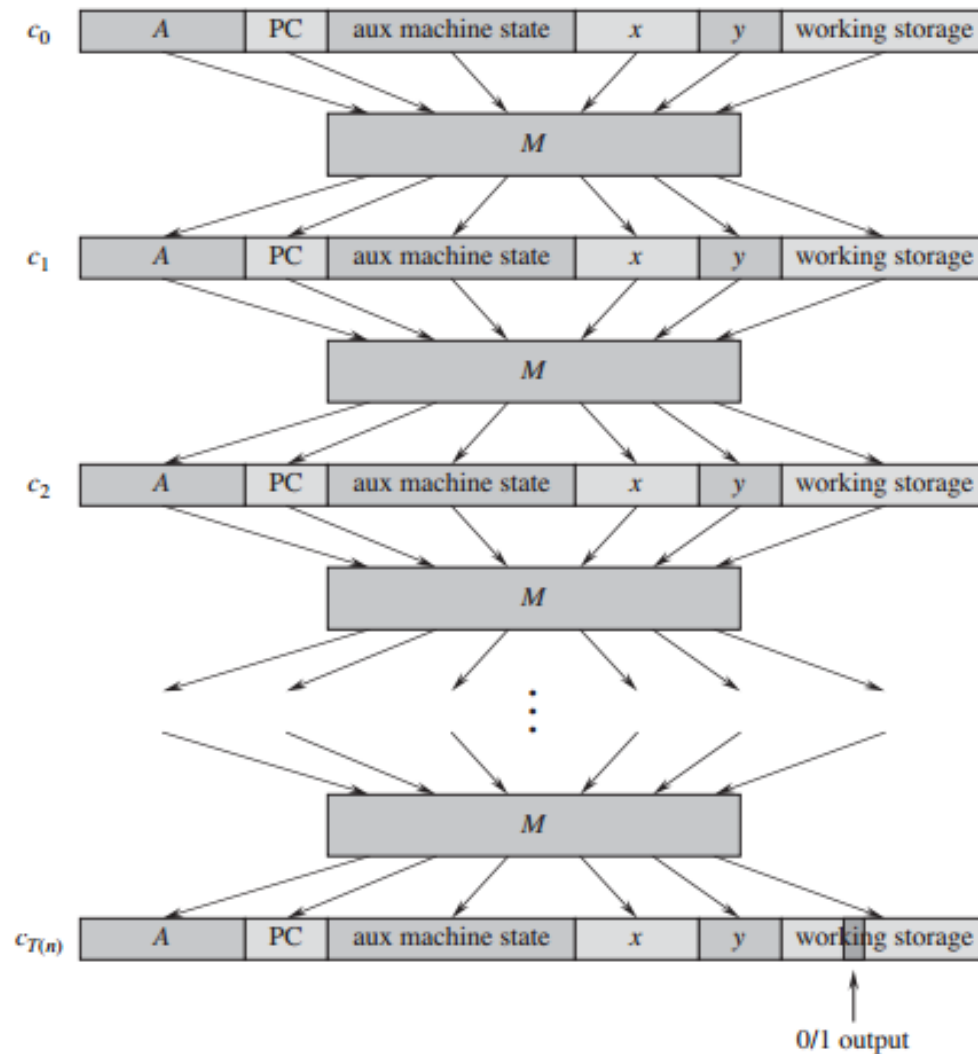 c0 A PC aux machine state x y working storage
M
c1 A PC aux machine state x y working storage
M
c2 A PC aux machine state x y working storage
M
⋮
M
cT(n) A PC aux machine state x y working storage
0/1 output